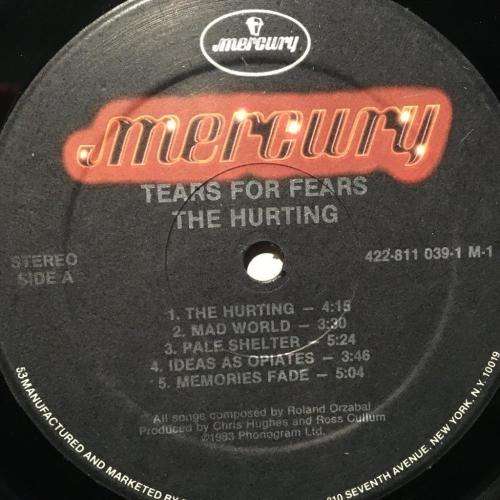 mercury
mercury
TEARS FOR FEARS
THE HURTING
STEREO
SIDE A
422-811 039-1 M-1
1. THE HURTING – 4:15
2. MAD WORLD – 3:30
3. PALE SHELTER – 5:24
4. IDEAS AS OPIATES – 3:46
5. MEMORIES FADE – 5:04
All songs composed by Roland Orzabal
Produced by Chris Hughes and Ross Cullum
©1983 Phonogram Ltd.
53 MANUFACTURED AND MARKETED BY
810 SEVENTH AVENUE, NEW YORK, N.Y. 10019